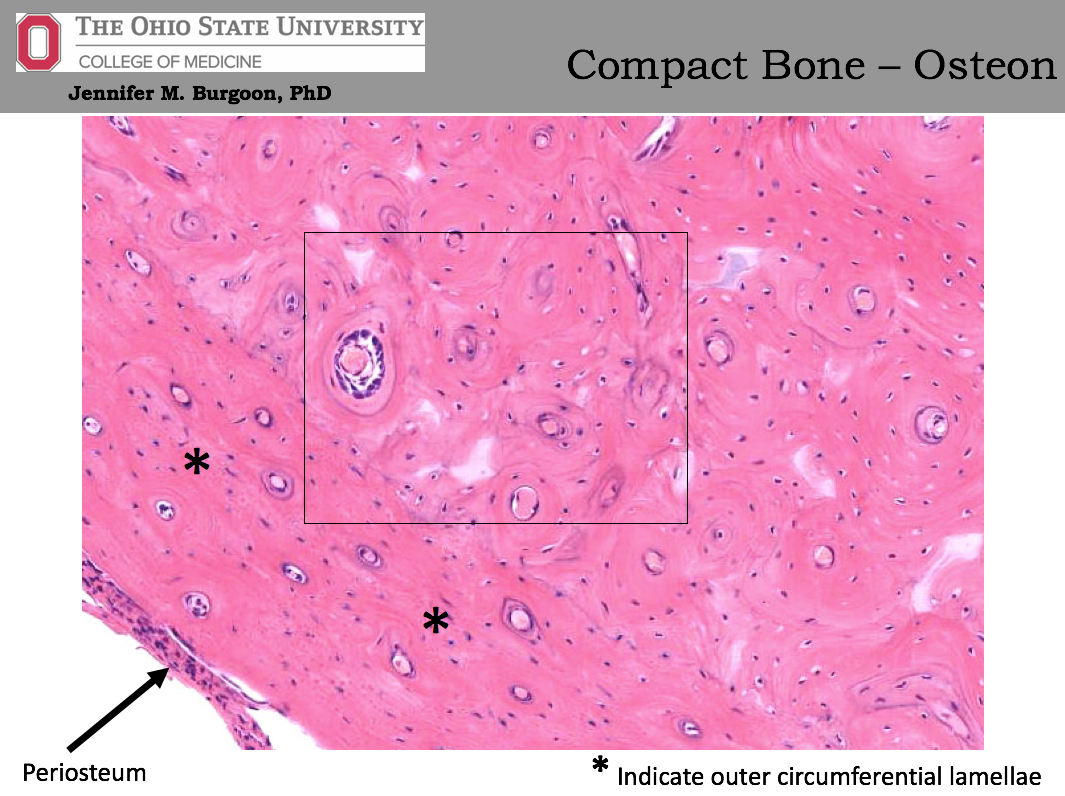 THE OHIO STATE UNIVERSITY
COLLEGE OF MEDICINE
Jennifer M. Burgoon, PhD
Compact Bone – Osteon
*
*
Periosteum
* Indicate outer circumferential lamellae